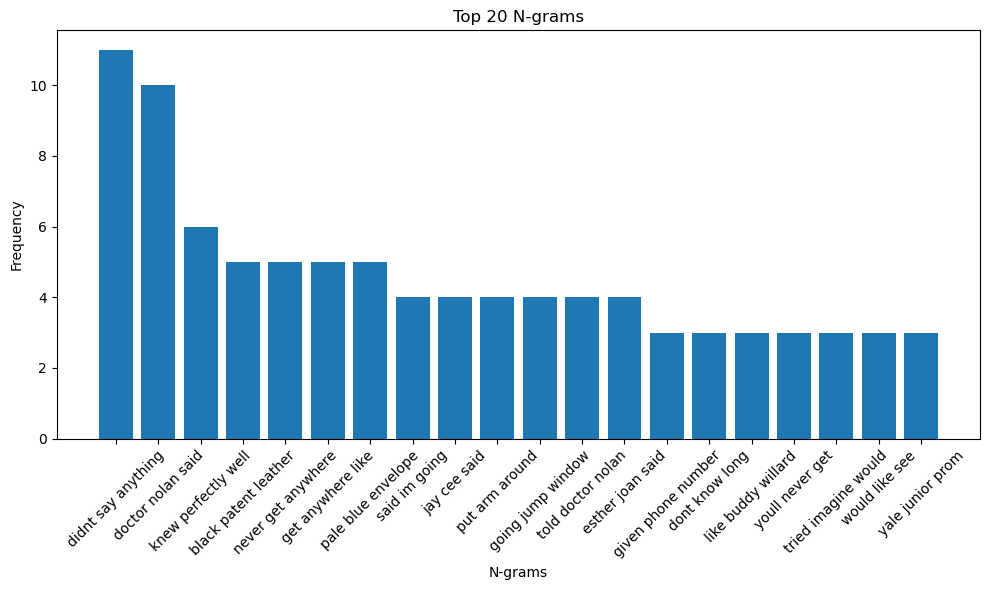 Top 20 N-grams
Frequency
10
8
6
4
2
0
didnt say anything
doctor nolan said
knew perfectly well
black patent leather
never get anywhere
get anywhere like
pale blue envelope
said im going
jay cee said
put arm around
going jump window
told doctor nolan
esther joan said
given phone number
dont know long
like buddy willard
youll never get
tried imagine would
would like see
yale junior prom
N-grams